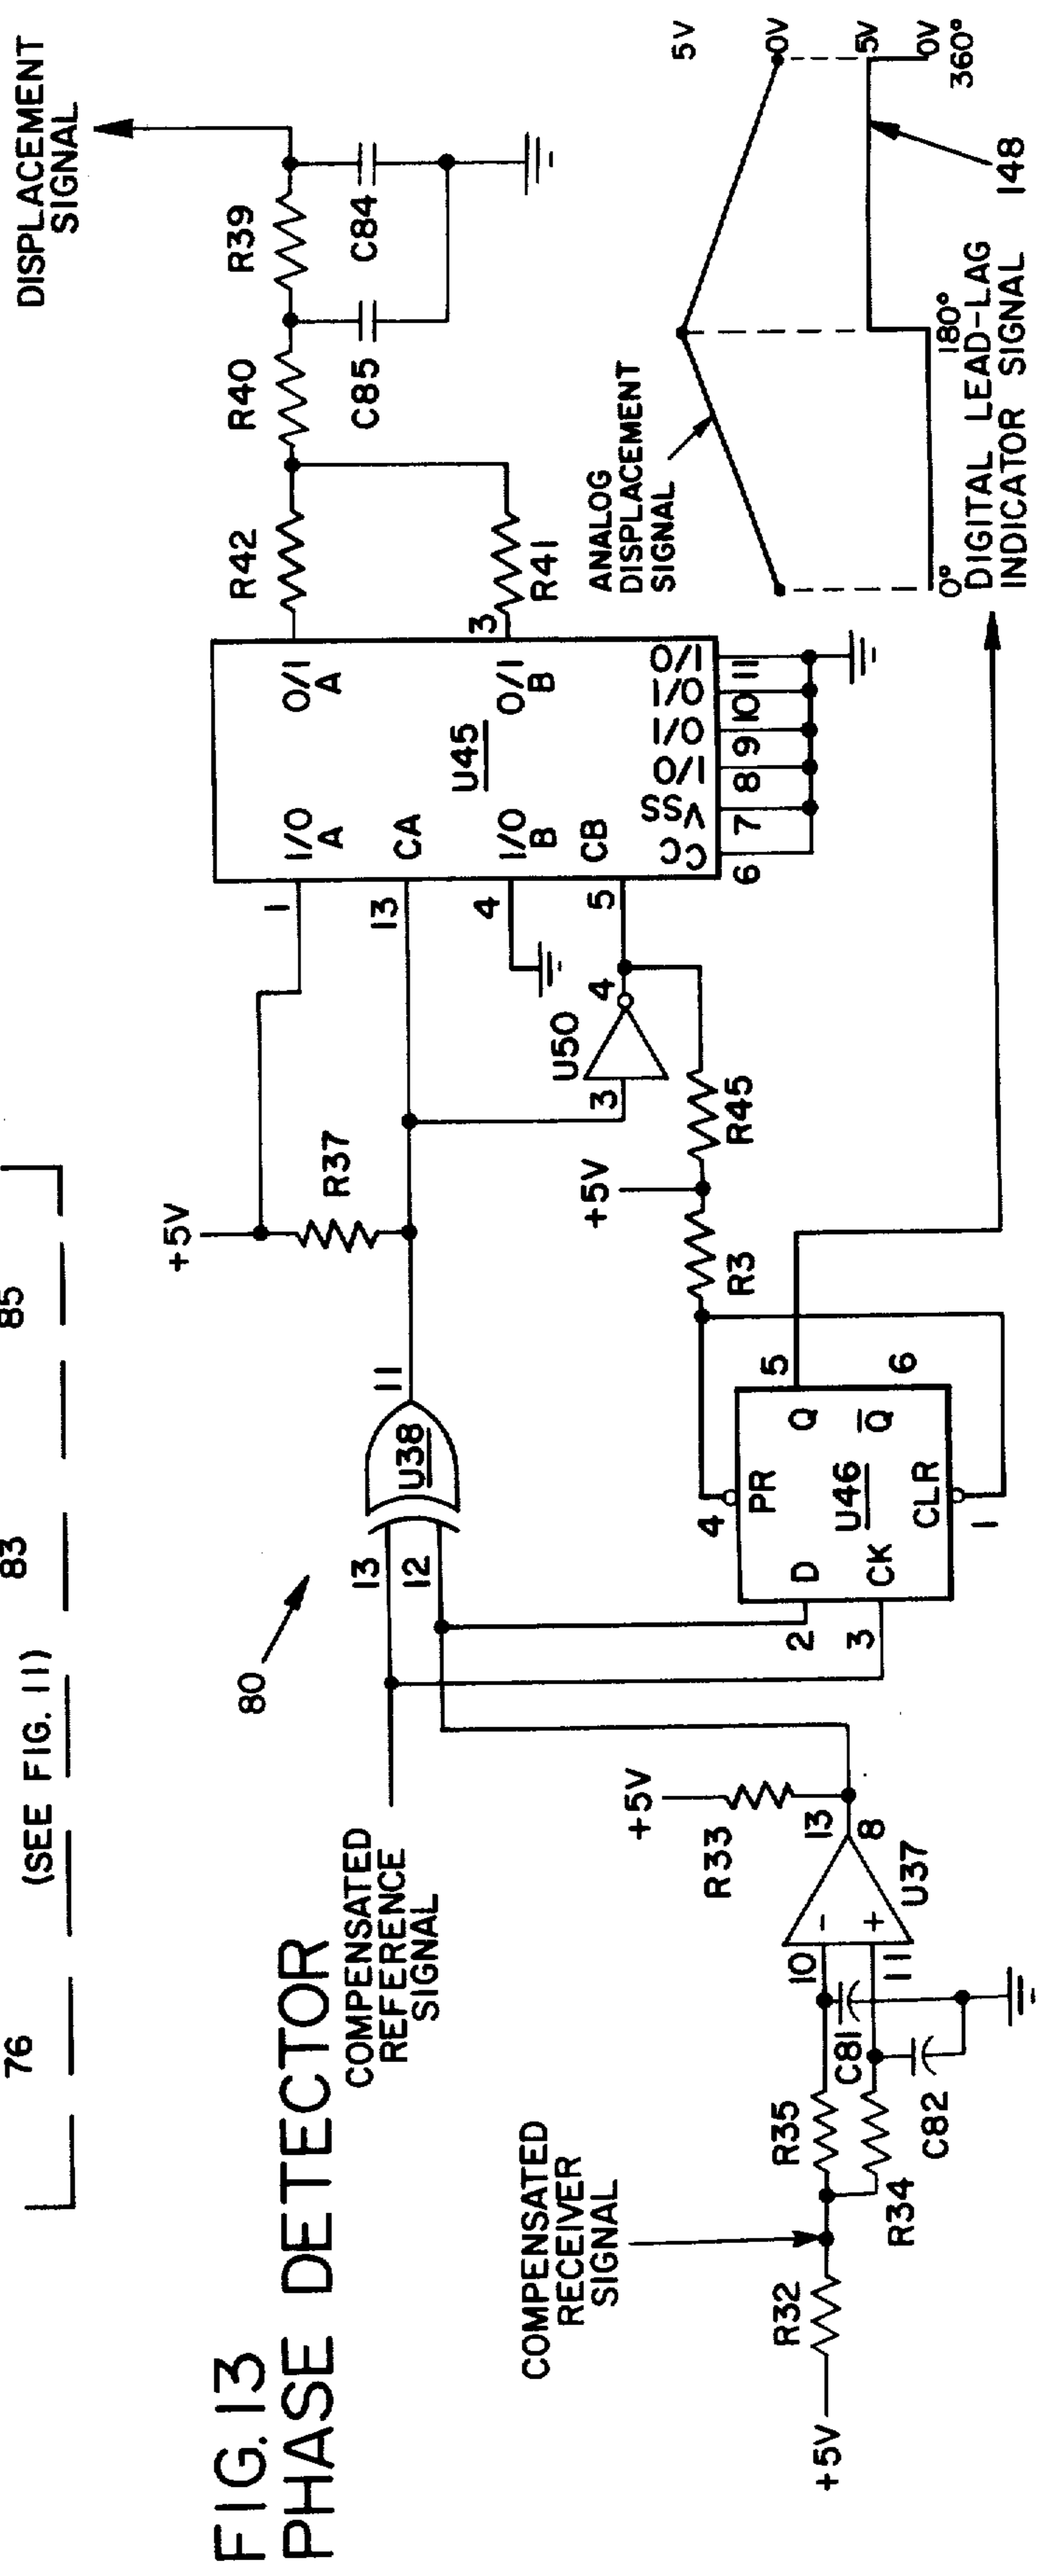 76 (SEE FIG. 11) 83 85
FIG. 13
PHASE DETECTOR
80
COMPENSATED
REFERENCE
SIGNAL
COMPENSATED
RECEIVER
SIGNAL
+5V
R32
R35
R34
C81
C82
10
11
-
+
U37
13
8
R33
+5V
13
12
U38
11
+5V
R37
2
3
4
1
D
CK
PR
CLR
U46
Q
Q
5
6
R3
+5V
R45
3
U50
4
1
13
4
5
I/O
A
CA
I/O
B
CB
U45
O/I
A
O/I
B
CC
VSS
I/O
O/I
O/I
I/O
6
7
8
9
10
11
3
R42
R41
R40
R39
C85
C84
DISPLACEMENT
SIGNAL
ANALOG
DISPLACEMENT
SIGNAL
5V
0V
5V
0V
0°
180°
360°
DIGITAL LEAD-LAG
INDICATOR SIGNAL
148